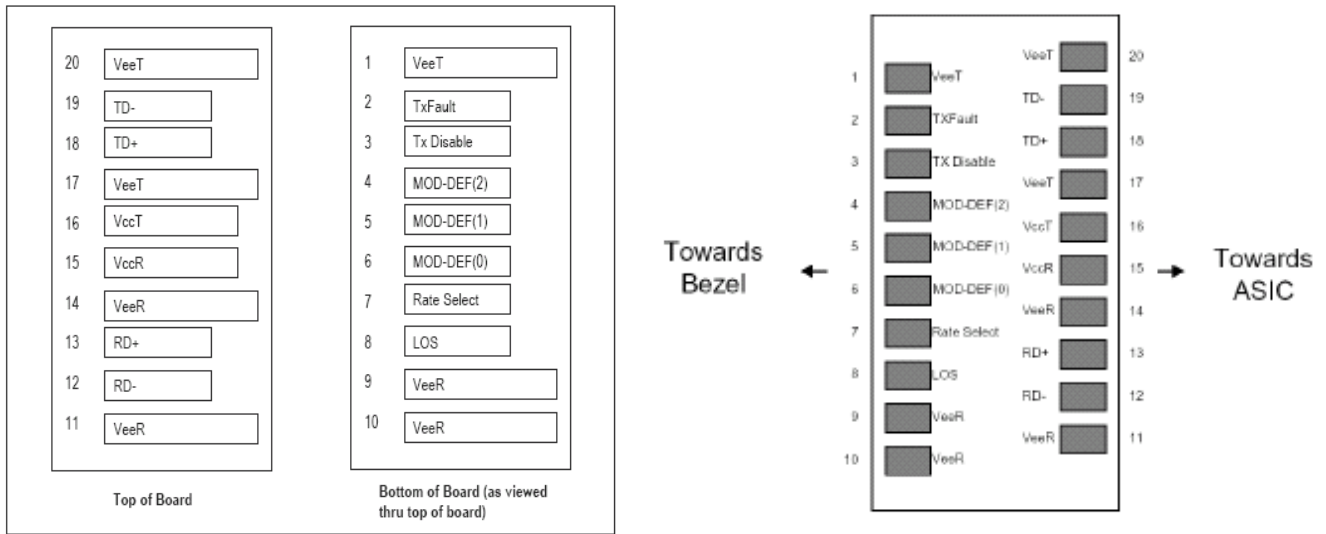 20 VeeT
19 TD-
18 TD+
17 VeeT
16 VccT
15 VccR
14 VeeR
13 RD+
12 RD-
11 VeeR
Top of Board
1 VeeT
2 TxFault
3 Tx Disable
4 MOD-DEF(2)
5 MOD-DEF(1)
6 MOD-DEF(0)
7 Rate Select
8 LOS
9 VeeR
10 VeeR
Bottom of Board (as viewed
thru top of board)
Towards
Bezel
1 VeeT
2 TXFault
3 TX Disable
4 MOD-DEF(2)
5 MOD-DEF(1)
6 MOD-DEF(0)
7 Rate Select
8 LOS
9 VeeR
10 VeeR
VeeT 20
TD- 19
TD+ 18
VeeT 17
VccT 16
VccR 15
VeeR 14
RD+ 13
RD- 12
VeeR 11
Towards
ASIC